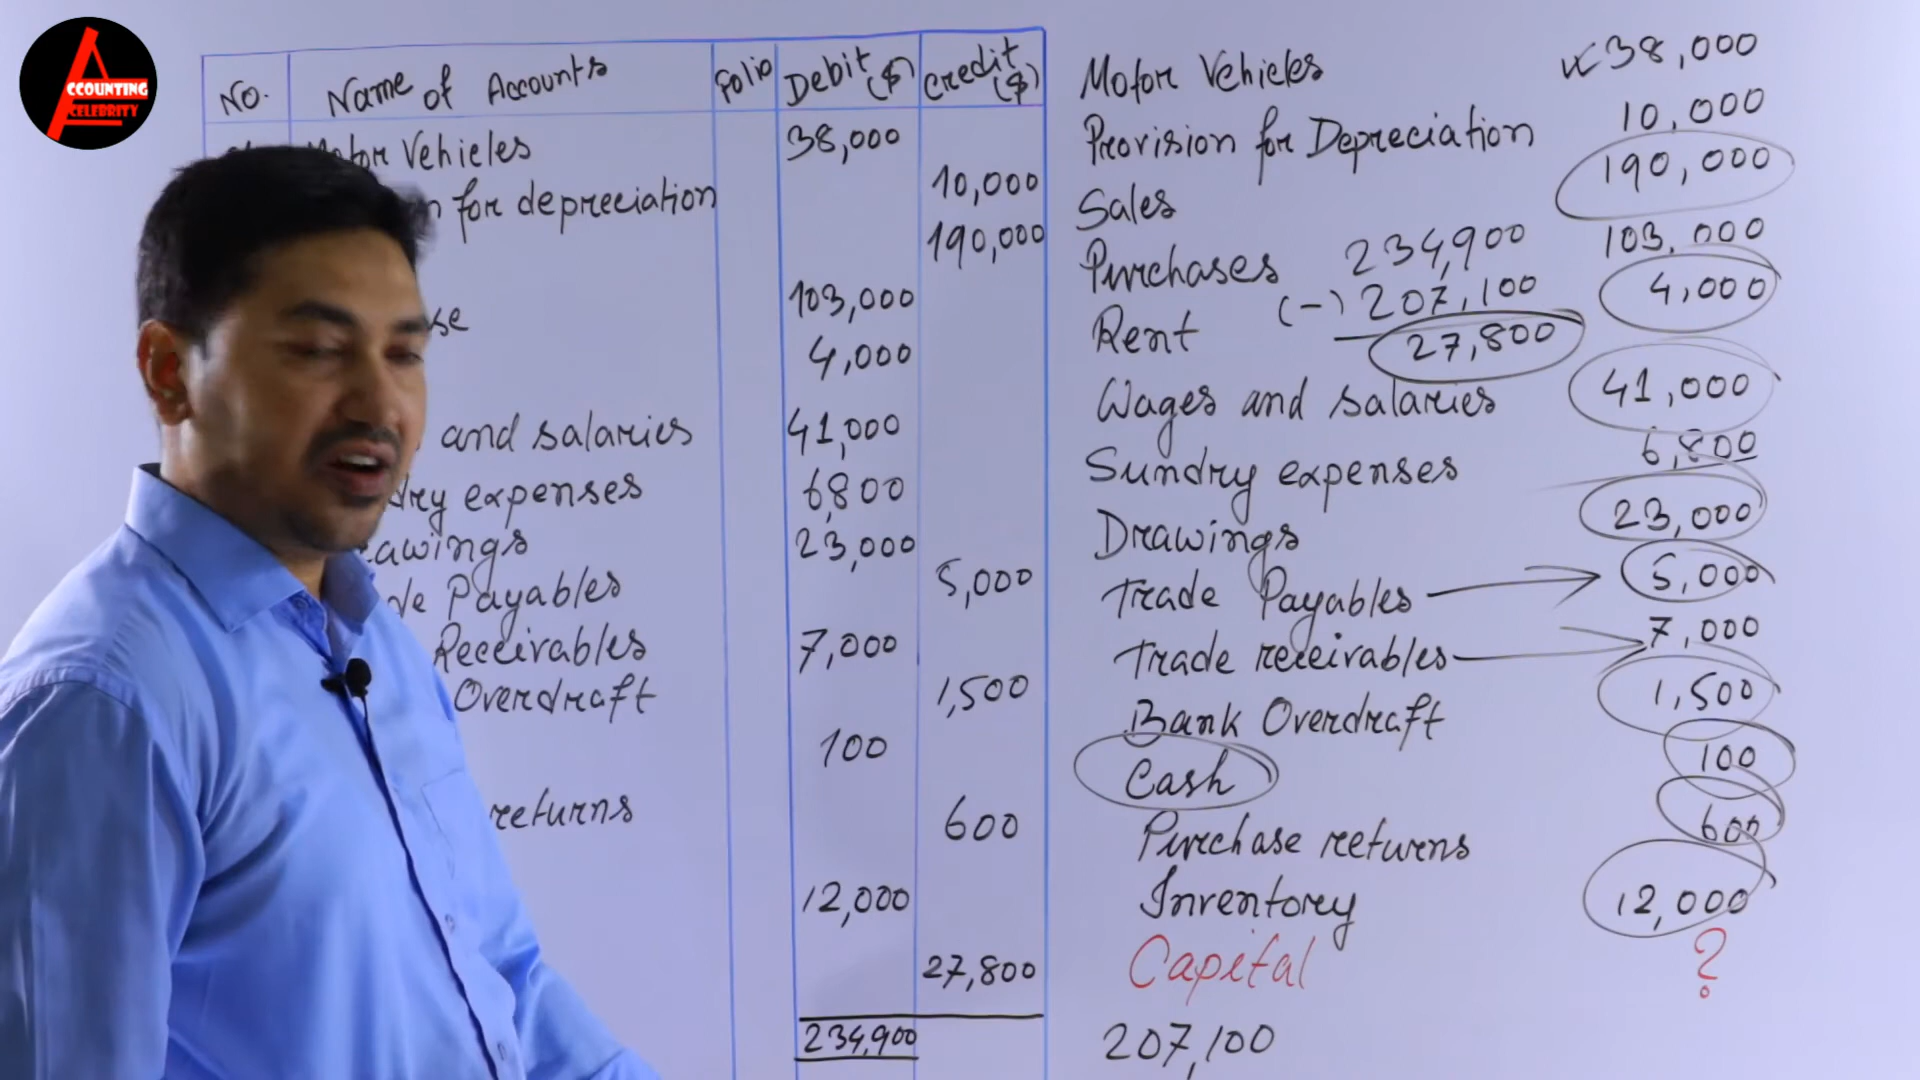 ACCOUNTING
CELEBRITY
No. Name of Accounts Folio Debit ($) Credit ($)
Motor Vehicles 38,000
for depreciation 10,000
190,000
se 103,000
4,000
and salaries 41,000
dry expenses 6,800
rawings 23,000
de Payables 5,000
Receivables 7,000
Overdraft 1,500
100
returns 600
12,000
27,800
234,900
Motor Vehicles 38,000
Provision for Depreciation 10,000
Sales 190,000
Purchases 103,000
Rent 4,000
234,900
(-) 207,100
27,800
Wages and salaries 41,000
Sundry expenses 6,800
Drawings 23,000
Trade Payables 5,000
Trade receivables 7,000
Bank Overdraft 1,500
Cash 100
Purchase returns 600
Inventory 12,000
Capital ?
207,100